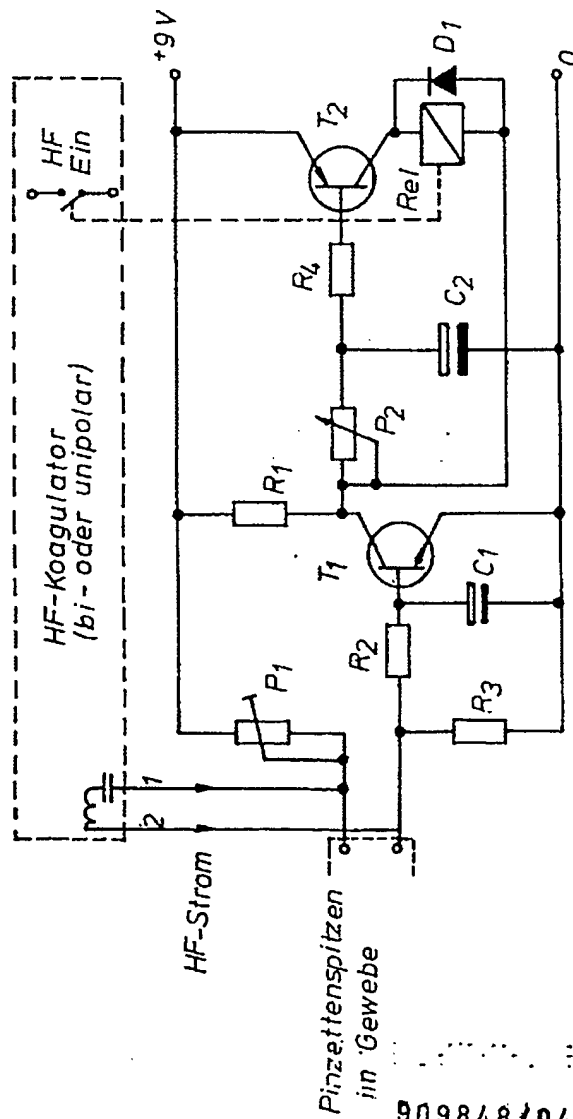 HF-Koagulator
(bi- oder unipolar)
HF
Ein
+9V
HF-Strom
1
2
P1
R1
T2
D1
Rel
R4
P2
C2
T1
R2
C1
R3
0
Pinzettenspitzen
im Gewebe